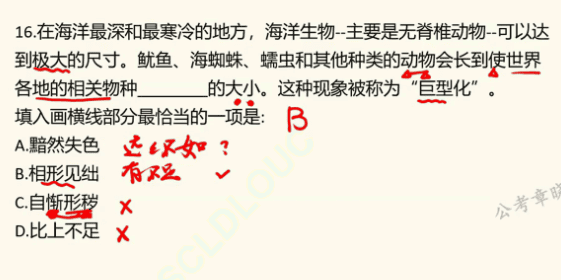 16.在海洋最深和最寒冷的地方，海洋生物--主要是无脊椎动物--可以达
到极大的尺寸。鱿鱼、海蜘蛛、蠕虫和其他种类的动物会长到使世界
各地的相关物种________的大小。这种现象被称为“巨型化”。
填入画横线部分最恰当的一项是: B
A.黯然失色 远不如?
B.相形见绌 有不足 ✓
C.自惭形秽 ×
D.比上不足 ×
公考章